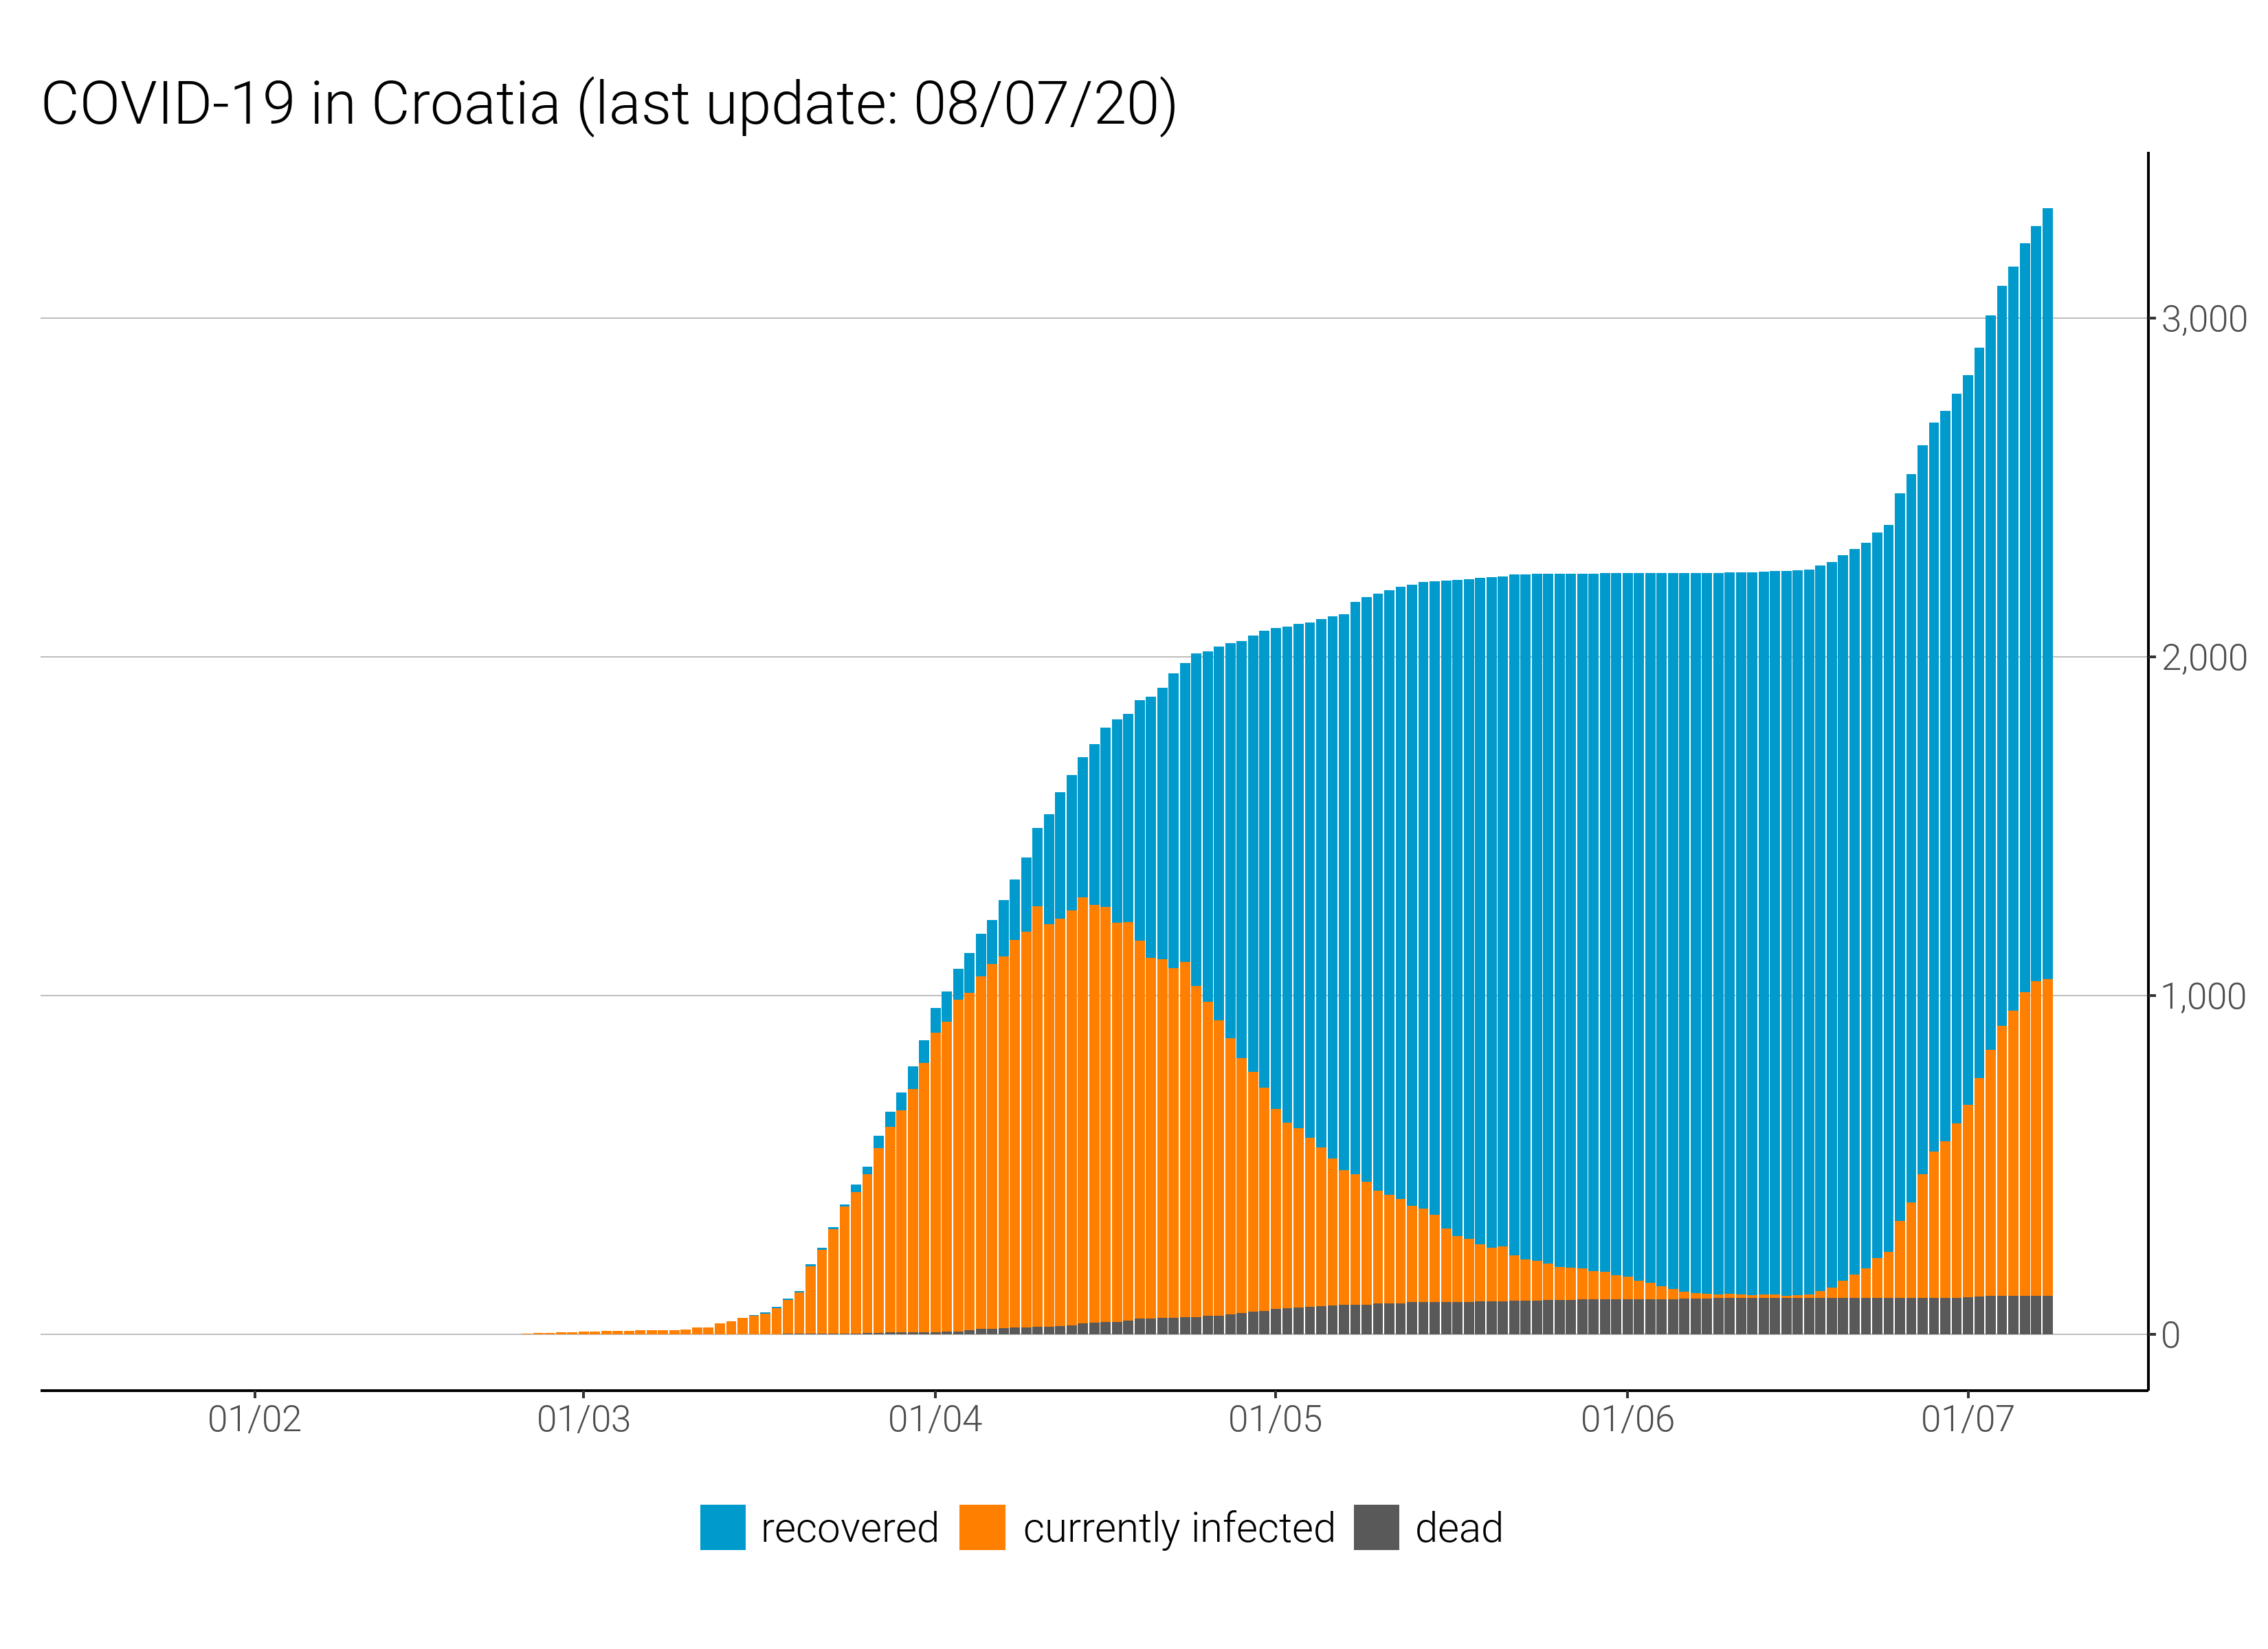 COVID-19 in Croatia (last update: 08/07/20)
3,000
2,000
1,000
0
01/02 01/03 01/04 01/05 01/06 01/07
recovered currently infected dead